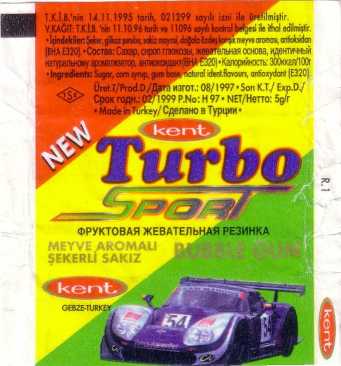 T.K.İ.B.'nin 14.11.1995 tarih, 021299 sayılı izni ile üretilmiştir.
V.KAĞIT: T.K.İ.B.'nin 11.10.96 tarih ve 11096 sayılı kontrol belgesi ile ithal edilmiştir.
• İçindekiler: Şeker, glikoz şurubu, sakız mayası, doğala özdeş karışık meyve aroması, antioksidan
(BHA E320). • Состав: Сахар, сироп глюкозы, жевательная основа, идентичный
натуральному ароматизатор, антиоксидант(BHA E320) • Калорийность: 300ккал/100г
• Ingredients: Sugar, corn syrup, gum base, natural ident.flavours, antioxydant (E320).
TSE
Üret.T/Prod.D/Дата изгот.: 08/1997 • Son K.T./ Exp.D./
Срок годн.: 02/1999 P.No: H 97 • NET/Нетто: 5g/г
• Made in Turkey/ Сделано в Турции •
NEW
kent
Turbo
SPORT
R.1
ФРУКТОВАЯ ЖЕВАТЕЛЬНАЯ РЕЗИНКА
MEYVE AROMALI
ŞEKERLİ SAKIZ
BUBBLE GUM
kent
GEBZE-TURKEY
54
54
kent